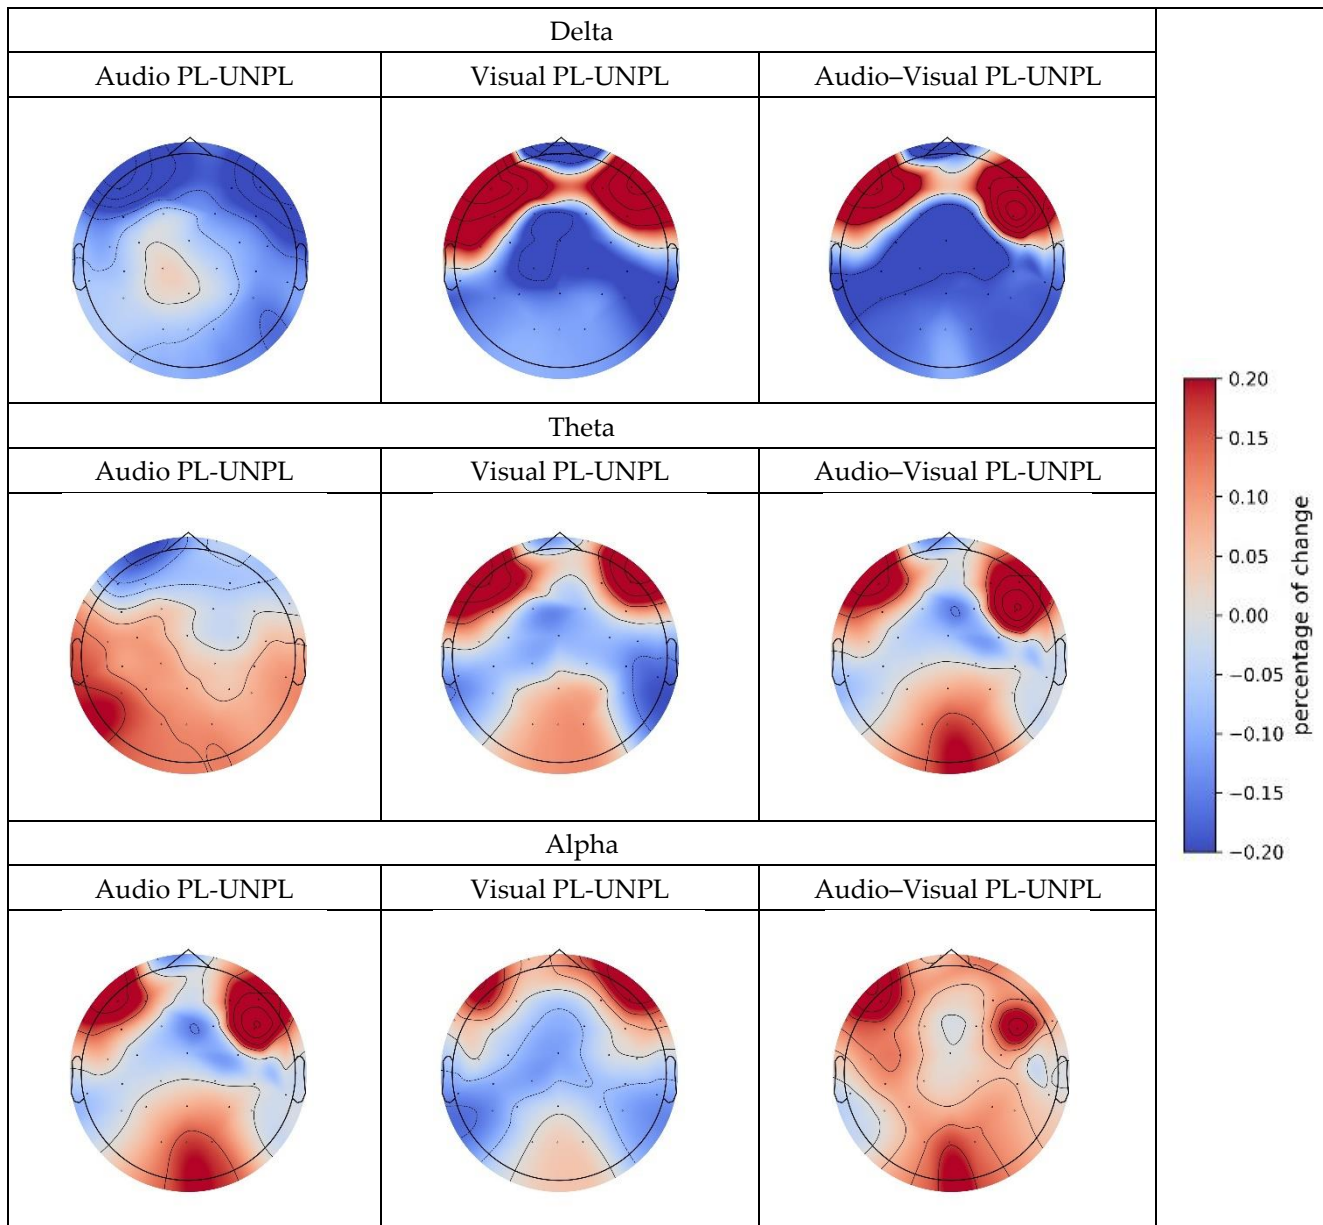 Delta
Audio PL-UNPL
Visual PL-UNPL
Audio–Visual PL-UNPL
Theta
Audio PL-UNPL
Visual PL-UNPL
Audio–Visual PL-UNPL
Alpha
Audio PL-UNPL
Visual PL-UNPL
Audio–Visual PL-UNPL
0.20
0.15
0.10
0.05
0.00
−0.05
−0.10
−0.15
−0.20
percentage of change